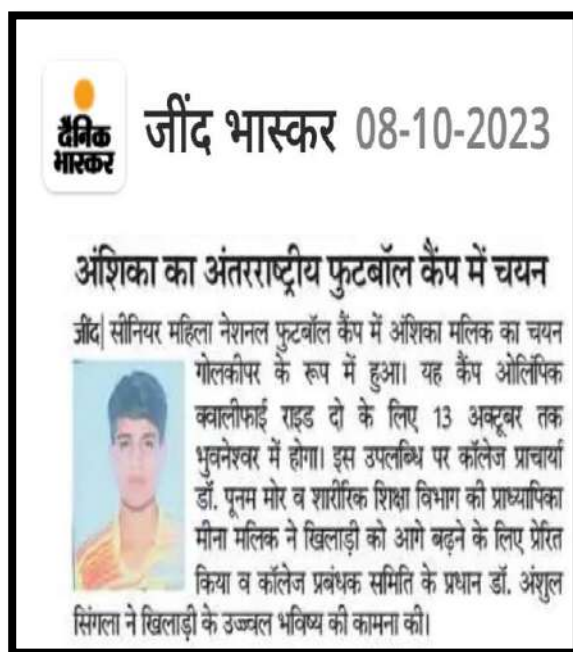 दैनिक
भास्कर
जींद भास्कर 08-10-2023
अंशिका का अंतरराष्ट्रीय फुटबॉल कैंप में चयन
जींद| सीनियर महिला नेशनल फुटबॉल कैंप में अंशिका मलिक का चयन
गोलकीपर के रूप में हुआ। यह कैंप ओलिंपिक
क्वालीफाई राइड दो के लिए 13 अक्टूबर तक
भुवनेश्वर में होगा। इस उपलब्धि पर कॉलेज प्राचार्या
डॉ. पूनम मोर व शारीरिक शिक्षा विभाग की प्राध्यापिका
मीना मलिक ने खिलाड़ी को आगे बढ़ने के लिए प्रेरित
किया व कॉलेज प्रबंधक समिति के प्रधान डॉ. अंशुल
सिंगला ने खिलाड़ी के उज्ज्वल भविष्य की कामना की।